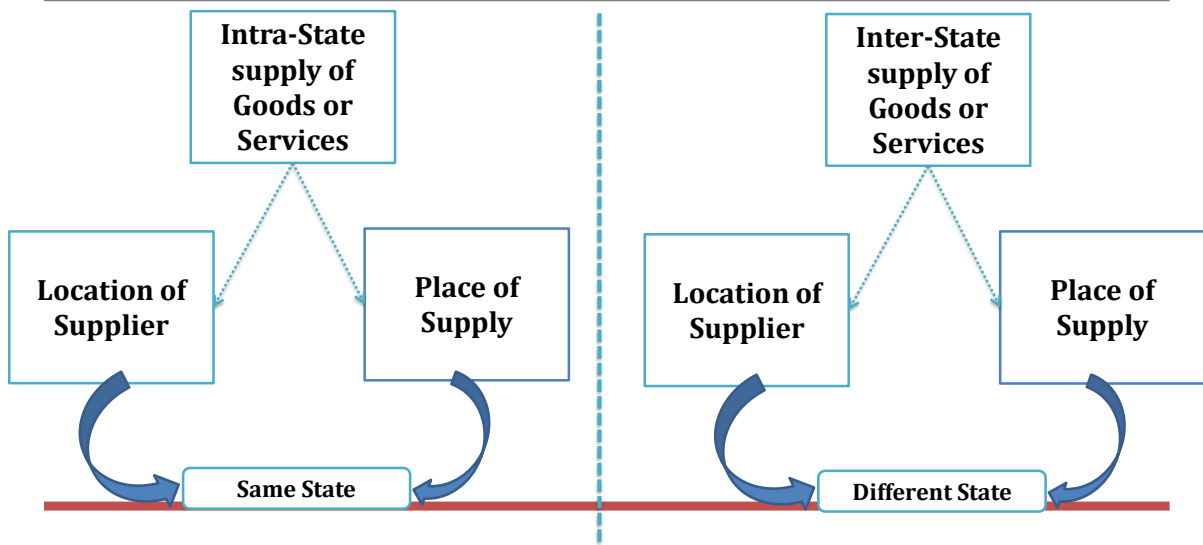 Intra-State
supply of
Goods or
Services
Location of
Supplier
Place of
Supply
Same State
Inter-State
supply of
Goods or
Services
Location of
Supplier
Place of
Supply
Different State